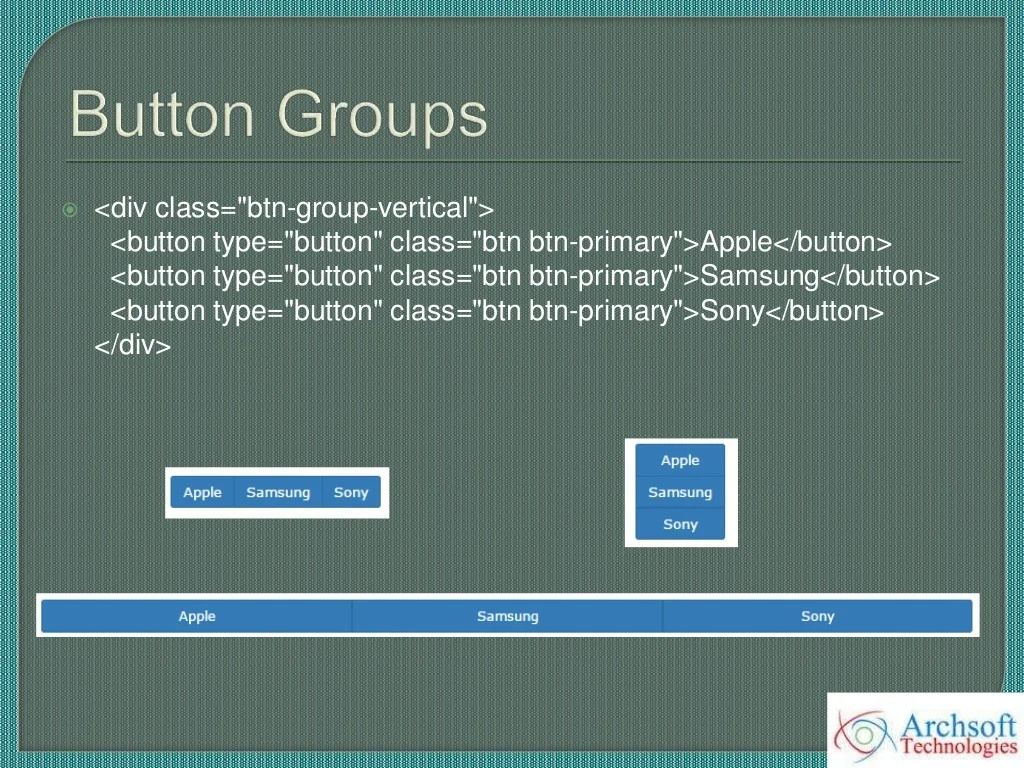 Button Groups
<div class="btn-group-vertical">
<button type="button" class="btn btn-primary">Apple</button>
<button type="button" class="btn btn-primary">Samsung</button>
<button type="button" class="btn btn-primary">Sony</button>
</div>
Apple Samsung Sony
Apple
Samsung
Sony
Apple Samsung Sony
Archsoft
Technologies